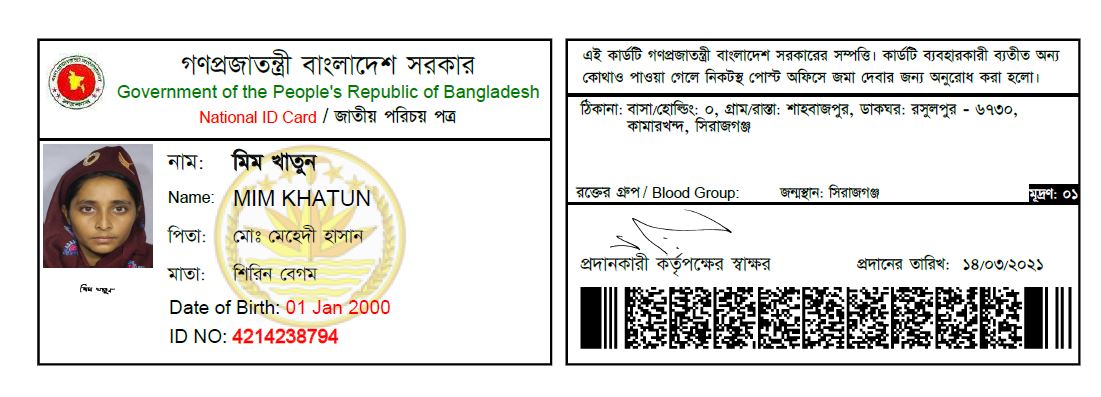 গণপ্রজাতন্ত্রী বাংলাদেশ সরকার
Government of the People's Republic of Bangladesh
National ID Card / জাতীয় পরিচয় পত্র
নাম: মিম খাতুন
Name: MIM KHATUN
পিতা: মোঃ মেহেদী হাসান
মাতা: শিরিন বেগম
মিম খাতুন
Date of Birth: 01 Jan 2000
ID NO: 4214238794
এই কার্ডটি গণপ্রজাতন্ত্রী বাংলাদেশ সরকারের সম্পত্তি। কার্ডটি ব্যবহারকারী ব্যতীত অন্য
কোথাও পাওয়া গেলে নিকটস্থ পোস্ট অফিসে জমা দেবার জন্য অনুরোধ করা হলো।
ঠিকানা: বাসা/হোল্ডিং: ০, গ্রাম/রাস্তা: শাহবাজপুর, ডাকঘর: রসুলপুর - ৬৭৩০,
কামারখন্দ, সিরাজগঞ্জ
রক্তের গ্রুপ / Blood Group: জন্মস্থান: সিরাজগঞ্জ মূদ্রণ: ০১
প্রদানকারী কর্তৃপক্ষের স্বাক্ষর প্রদানের তারিখ: ১৪/০৩/২০২১